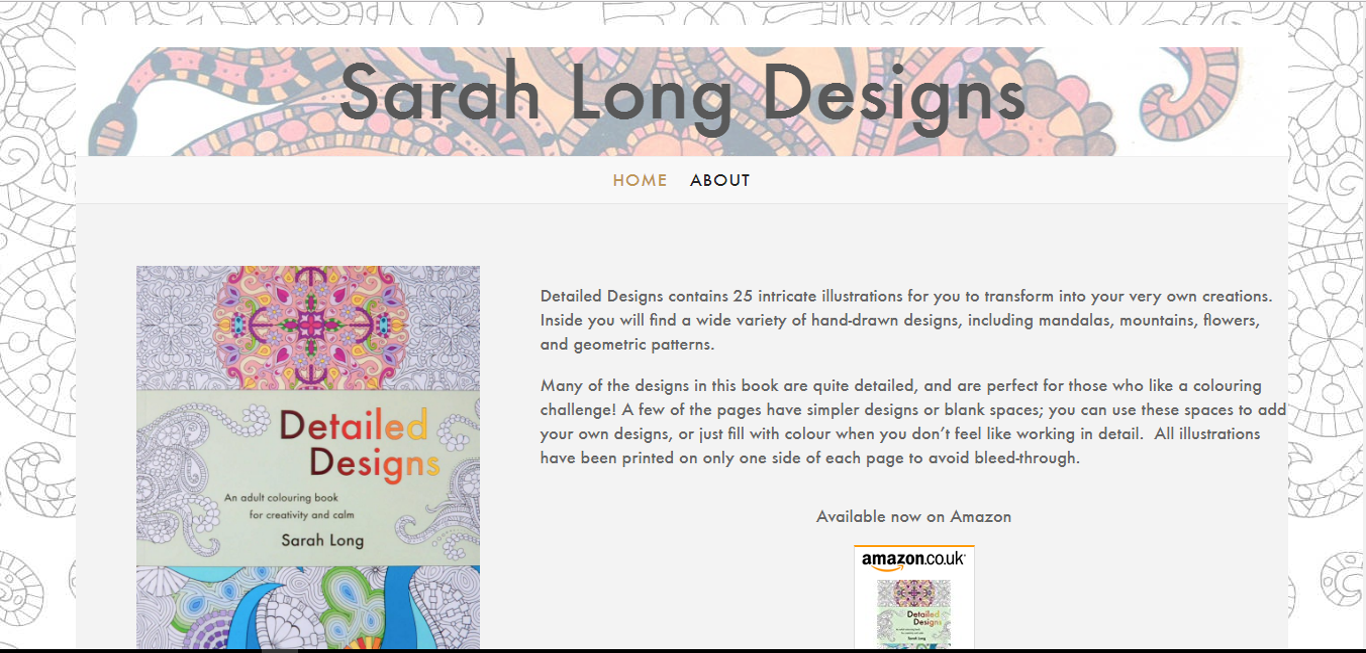 Sarah Long Designs
HOME ABOUT
Detailed
Designs
An adult colouring book
for creativity and calm
Sarah Long
Detailed Designs contains 25 intricate illustrations for you to transform into your very own creations.
Inside you will find a wide variety of hand-drawn designs, including mandalas, mountains, flowers,
and geometric patterns.
Many of the designs in this book are quite detailed, and are perfect for those who like a colouring
challenge! A few of the pages have simpler designs or blank spaces; you can use these spaces to add
your own designs, or just fill with colour when you don’t feel like working in detail.  All illustrations
have been printed on only one side of each page to avoid bleed-through.
Available now on Amazon
amazon.co.uk
Detailed
Designs
Sarah Long